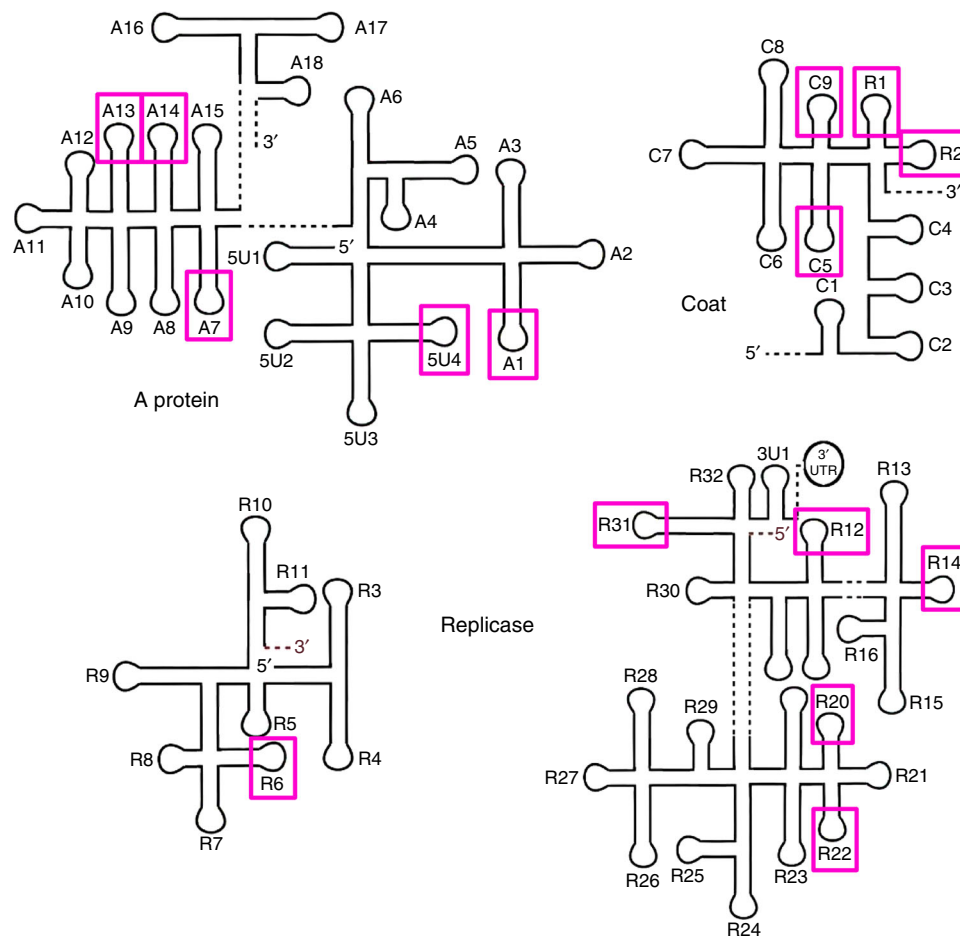 A16
A17
A18
A13
A14
A15
A12
3′
A6
A5
A3
A4
A11
5′
5U1
A2
A10
A9
A8
A7
5U2
5U4
A1
A protein
5U3
C8
C9
R1
C7
R2
3′
C4
C6
C5
C1
C3
Coat
5′
C2
R10
R11
R3
3′
5′
R9
R5
R8
R6
R4
R7
Replicase
3U1
3′
UTR
R32
R13
R31
5′
R12
R14
R30
R16
R15
R28
R29
R20
R27
R21
R26
R25
R23
R22
R24